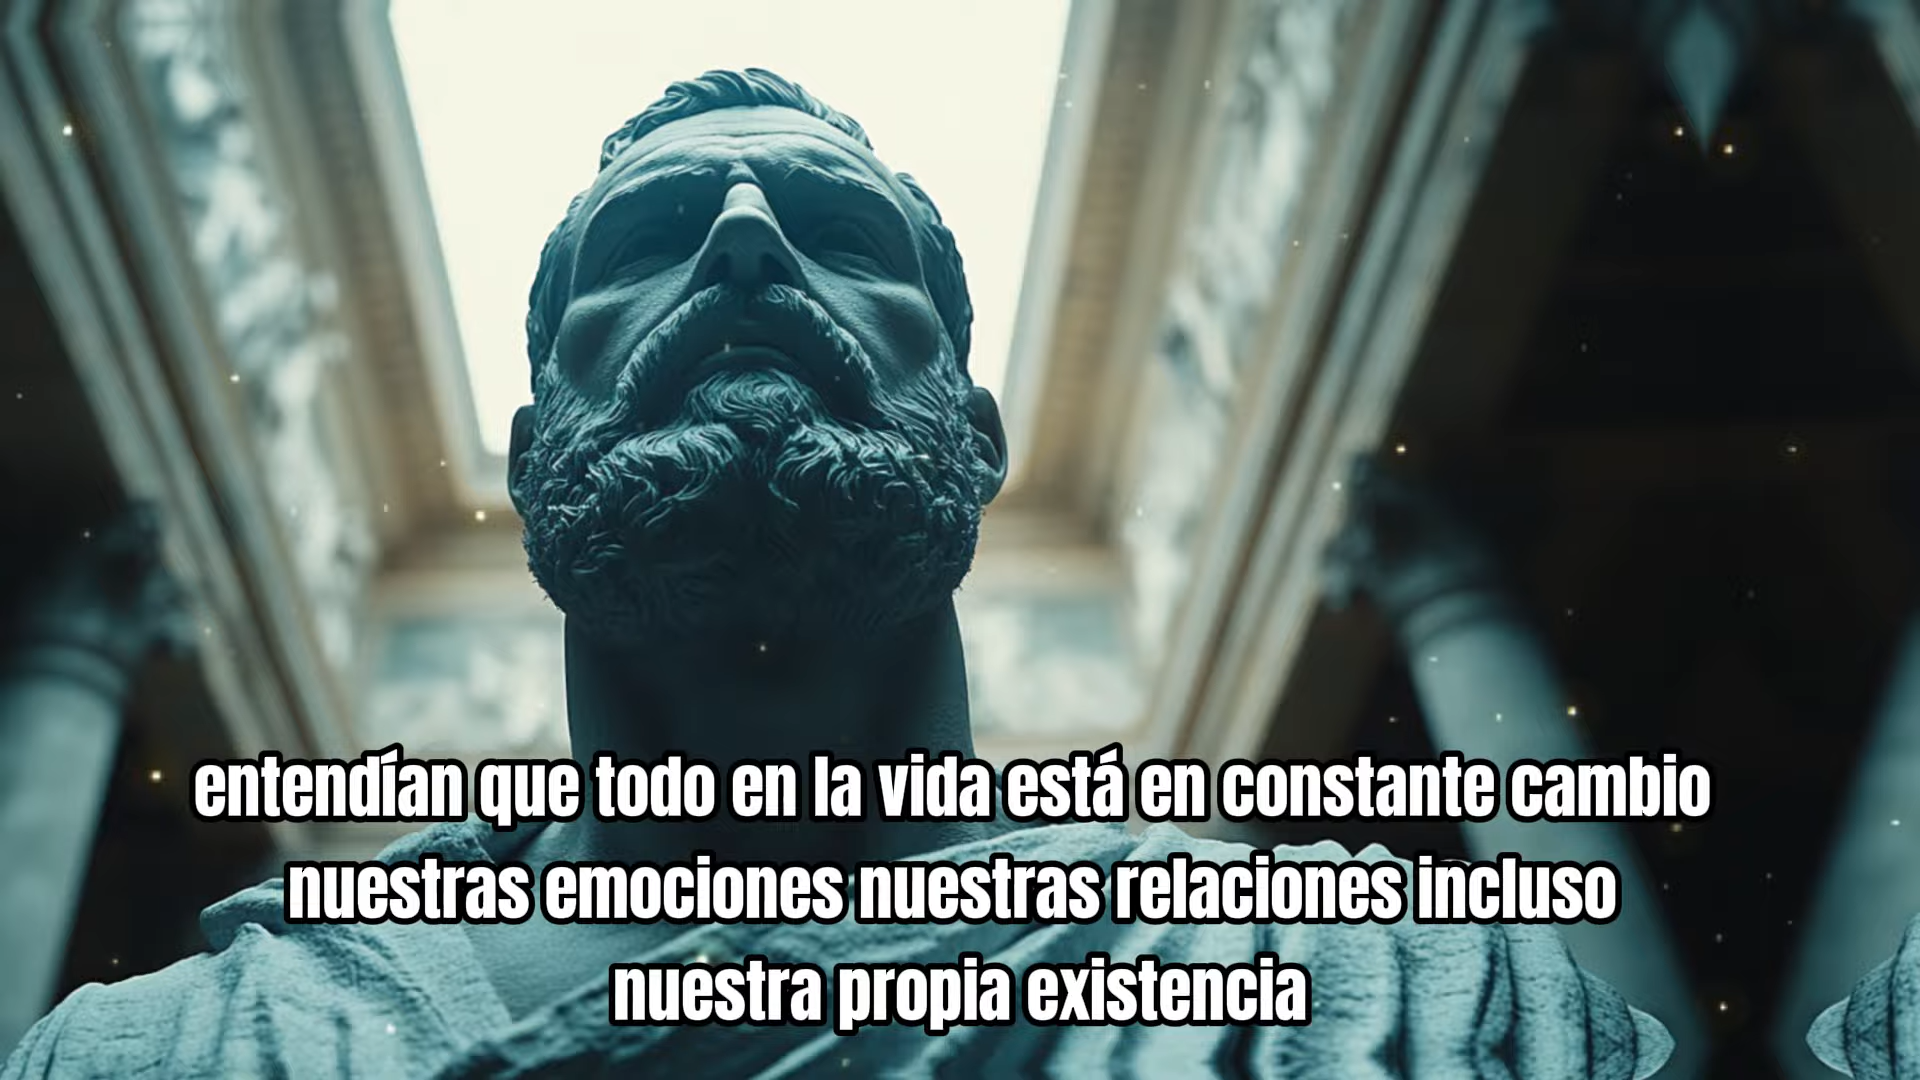 entendían que todo en la vida está en constante cambio
nuestras emociones nuestras relaciones incluso
nuestra propia existencia